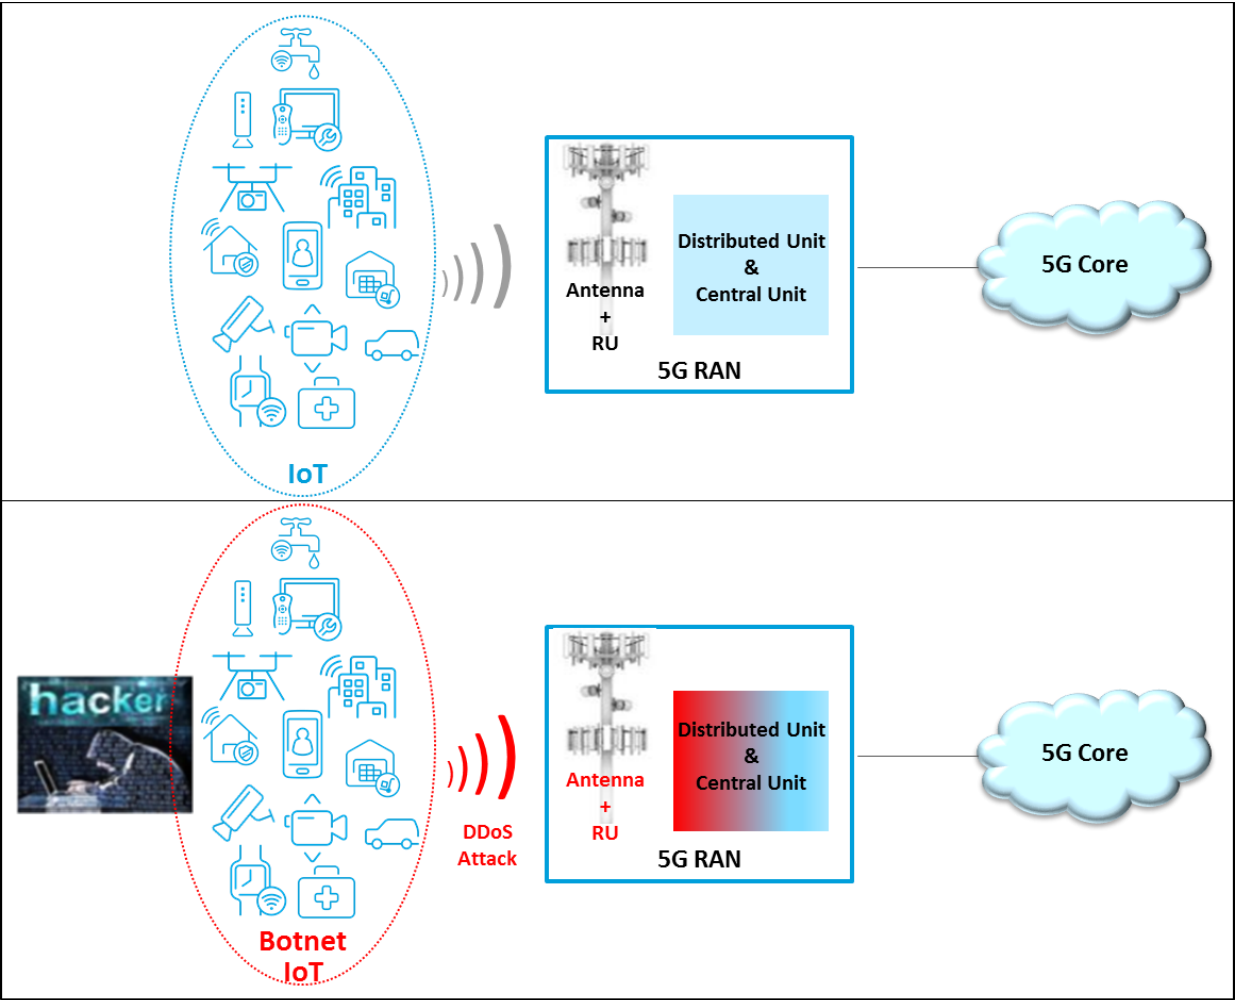 IoT
Antenna
+
RU
Distributed Unit
&
Central Unit
5G RAN
5G Core
hacker
Botnet
IoT
DDoS
Attack
Antenna
+
RU
Distributed Unit
&
Central Unit
5G RAN
5G Core